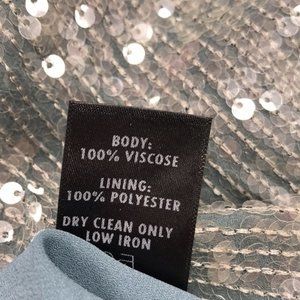 BODY:
100% VISCOSE
LINING:
100% POLYESTER
DRY CLEAN ONLY
LOW IRON